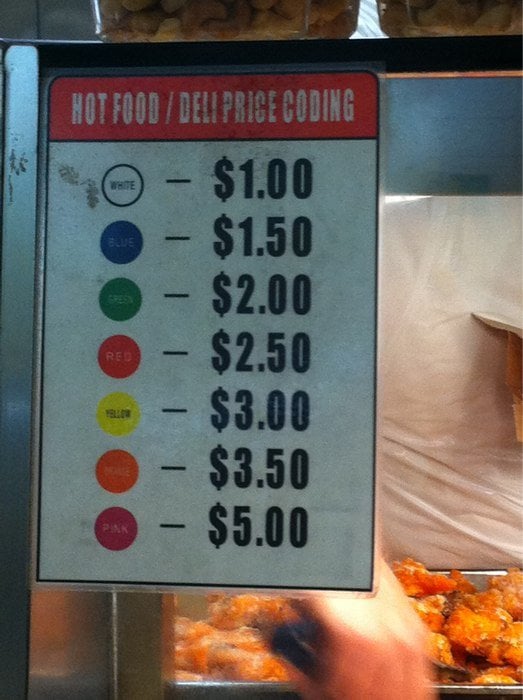 HOT FOOD / DELI PRICE CODING
WHITE - $1.00
BLUE - $1.50
GREEN - $2.00
RED - $2.50
YELLOW - $3.00
ORANGE - $3.50
PINK - $5.00